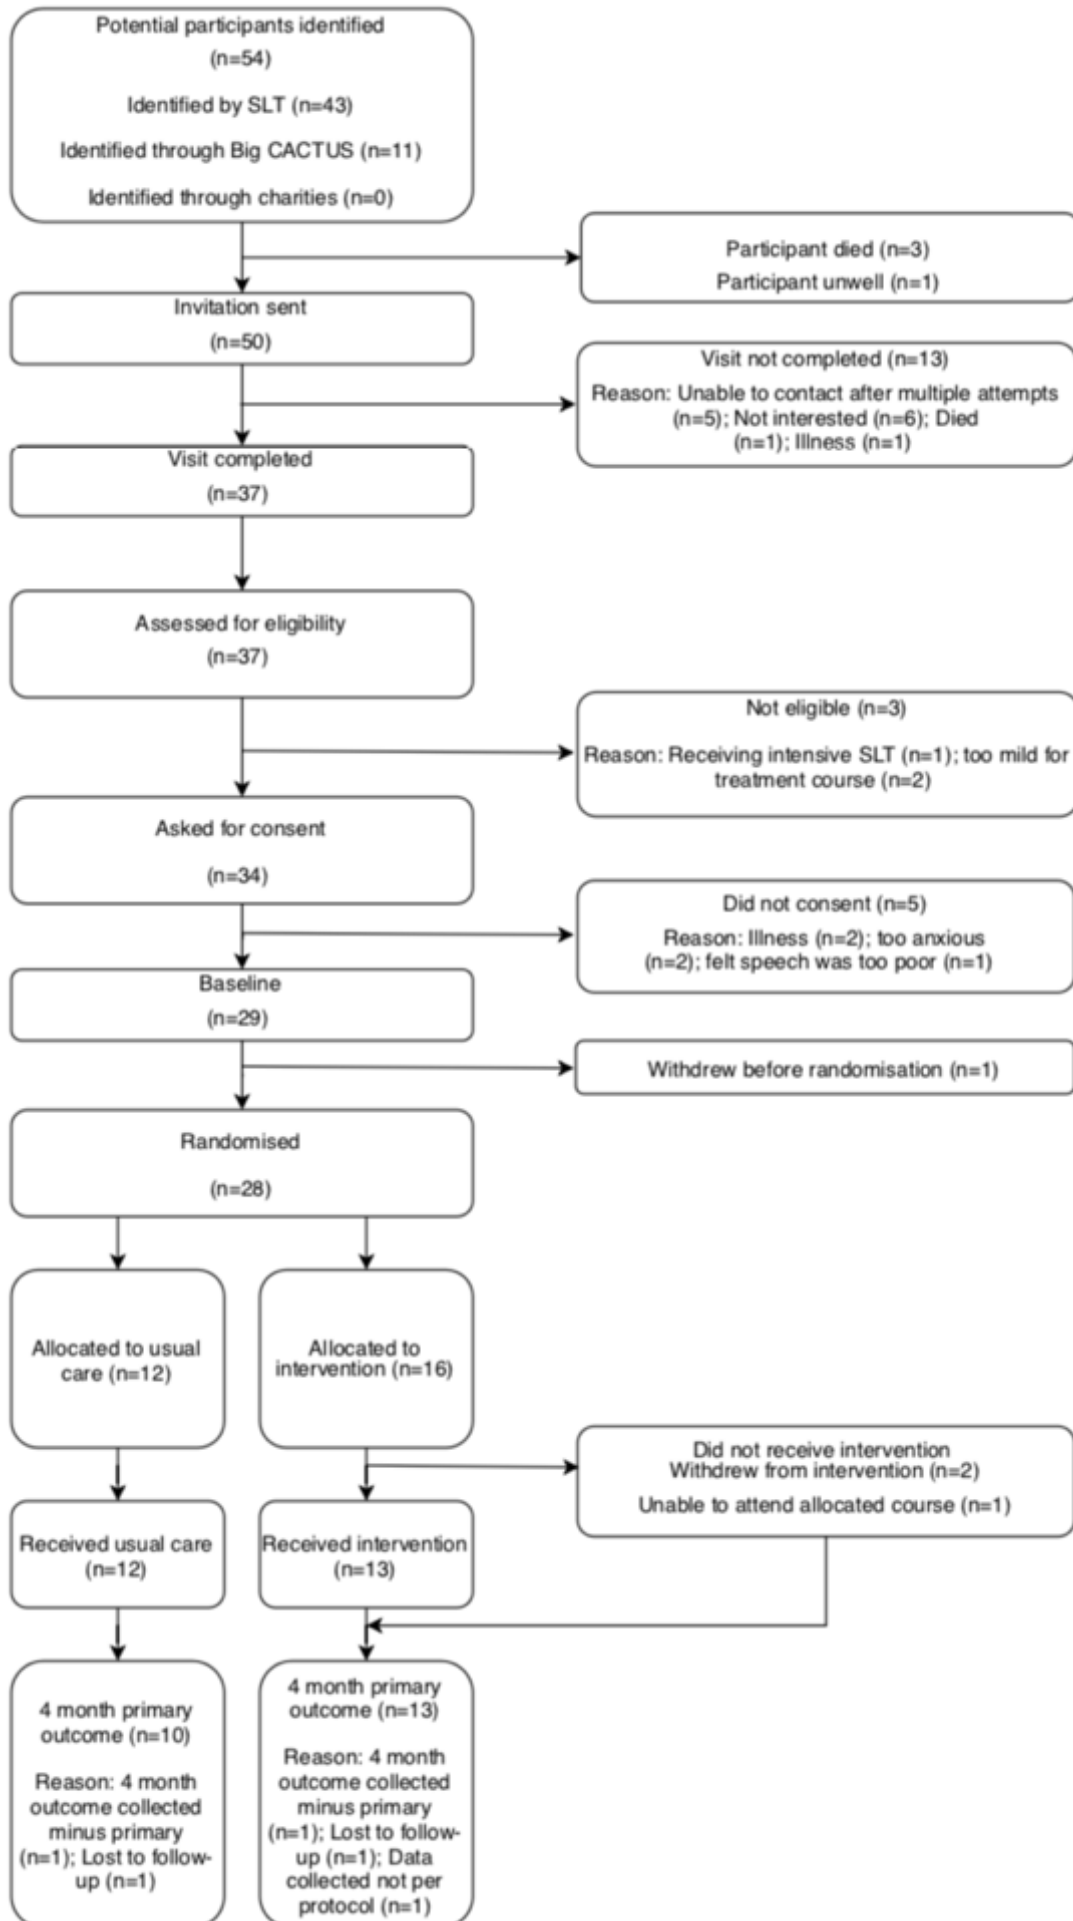 Potential participants identified
(n=54)
Identified by SLT (n=43)
Identified through Big CACTUS (n=11)
Identified through charities (n=0)
Participant died (n=3)
Participant unwell (n=1)
Invitation sent
(n=50)
Visit not completed (n=13)
Reason: Unable to contact after multiple attempts
(n=5); Not interested (n=6); Died
(n=1); Illness (n=1)
Visit completed
(n=37)
Assessed for eligibility
(n=37)
Not eligible (n=3)
Reason: Receiving intensive SLT (n=1); too mild for
treatment course (n=2)
Asked for consent
(n=34)
Did not consent (n=5)
Reason: Illness (n=2); too anxious
(n=2); felt speech was too poor (n=1)
Baseline
(n=29)
Withdrew before randomisation (n=1)
Randomised
(n=28)
Allocated to usual
care (n=12)
Allocated to
intervention (n=16)
Did not receive intervention
Withdrew from intervention (n=2)
Unable to attend allocated course (n=1)
Received usual care
(n=12)
Received intervention
(n=13)
4 month primary
outcome (n=10)
Reason: 4 month
outcome collected
minus primary
(n=1); Lost to follow-
up (n=1)
4 month primary
outcome (n=13)
Reason: 4 month
outcome collected
minus primary
(n=1); Lost to follow-
up (n=1); Data
collected not per
protocol (n=1)